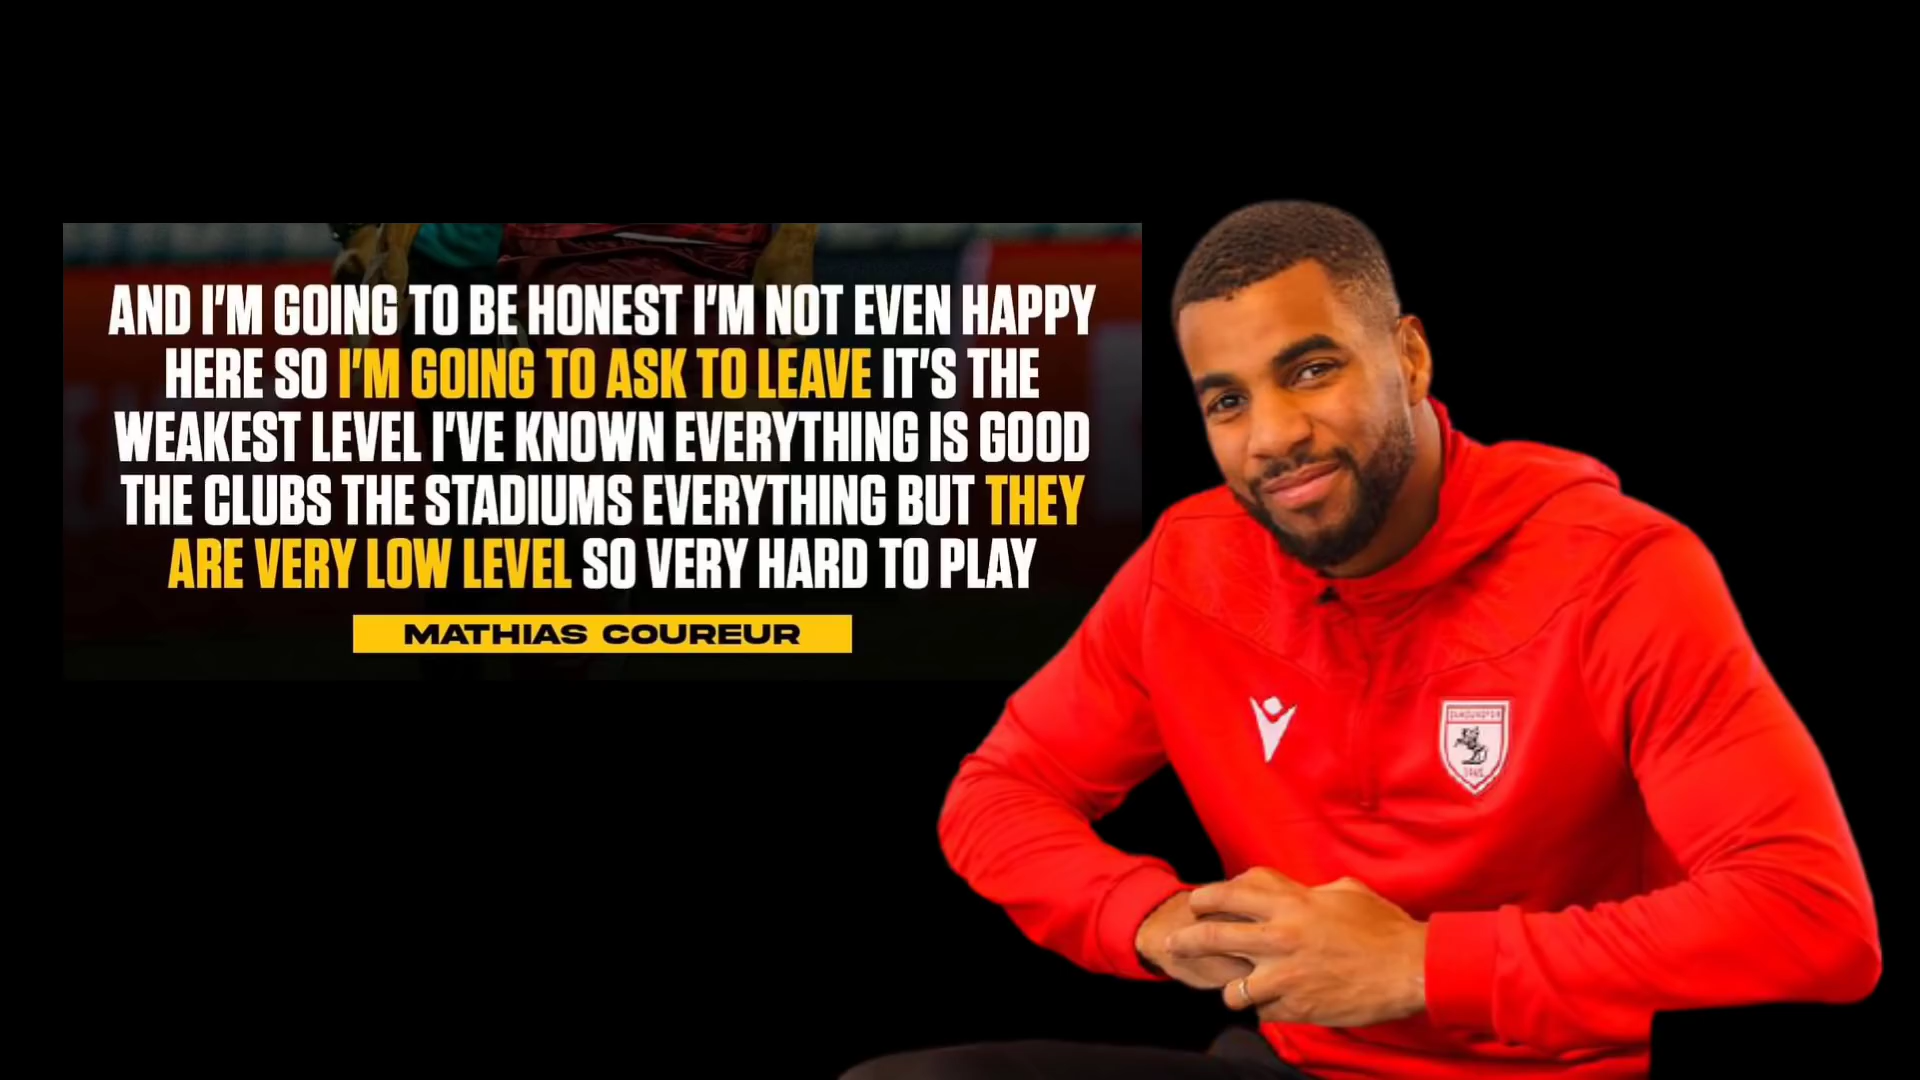 AND I'M GOING TO BE HONEST I'M NOT EVEN HAPPY
HERE SO I'M GOING TO ASK TO LEAVE IT'S THE
WEAKEST LEVEL I'VE KNOWN EVERYTHING IS GOOD
THE CLUBS THE STADIUMS EVERYTHING BUT THEY
ARE VERY LOW LEVEL SO VERY HARD TO PLAY
MATHIAS COUREUR